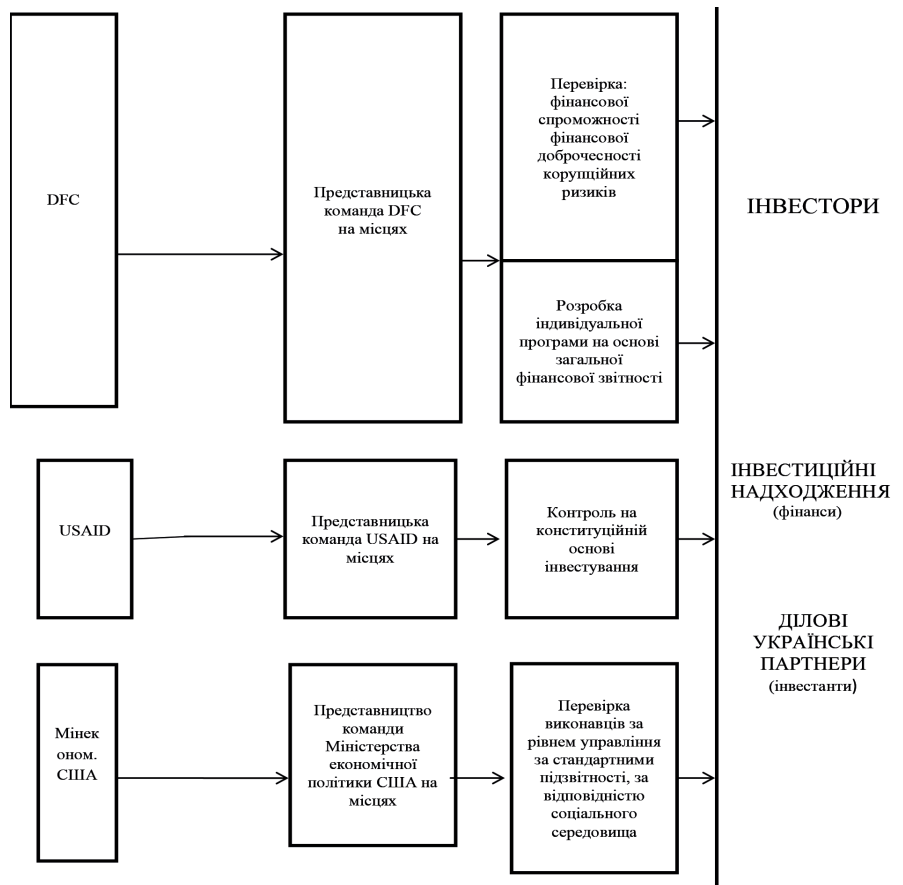 DFC
Представницька
команда DFC
на місцях
Перевірка:
фінансової
спроможності
фінансової
доброчесності
корупційних
ризиків
Розробка
індивідуальної
програми на основі
загальної
фінансової звітності
ІНВЕСТОРИ
USAID
Представницька
команда USAID на
місцях
Контроль на
конституційній
основі
інвестування
ІНВЕСТИЦІЙНІ
НАДХОДЖЕННЯ
(фінанси)
Мінек
оном.
США
Представництво
команди
Міністерства
економічної
політики США на
місцях
Перевірка
виконавців за
рівнем управління
за стандартними
підзвітності, за
відповідністю
соціального
середовища
ДІЛОВІ
УКРАЇНСЬКІ
ПАРТНЕРИ
(інвестанти)